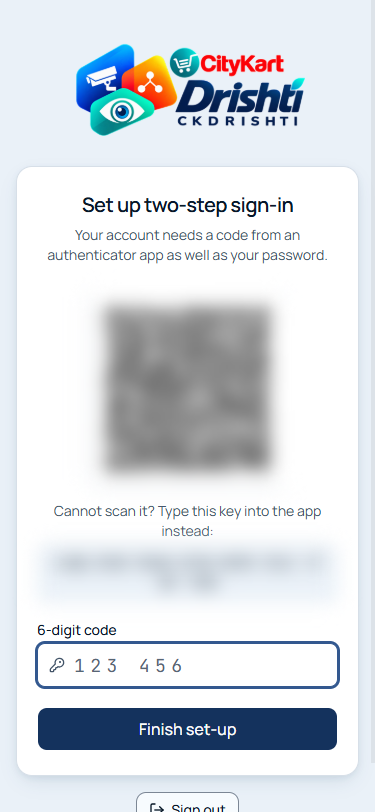 CityKart
Drishti
CKDRISHTI
Set up two-step sign-in
Your account needs a code from an
authenticator app as well as your password.
Cannot scan it? Type this key into the app
instead:
6-digit code
123 456
Finish set-up
Sign out